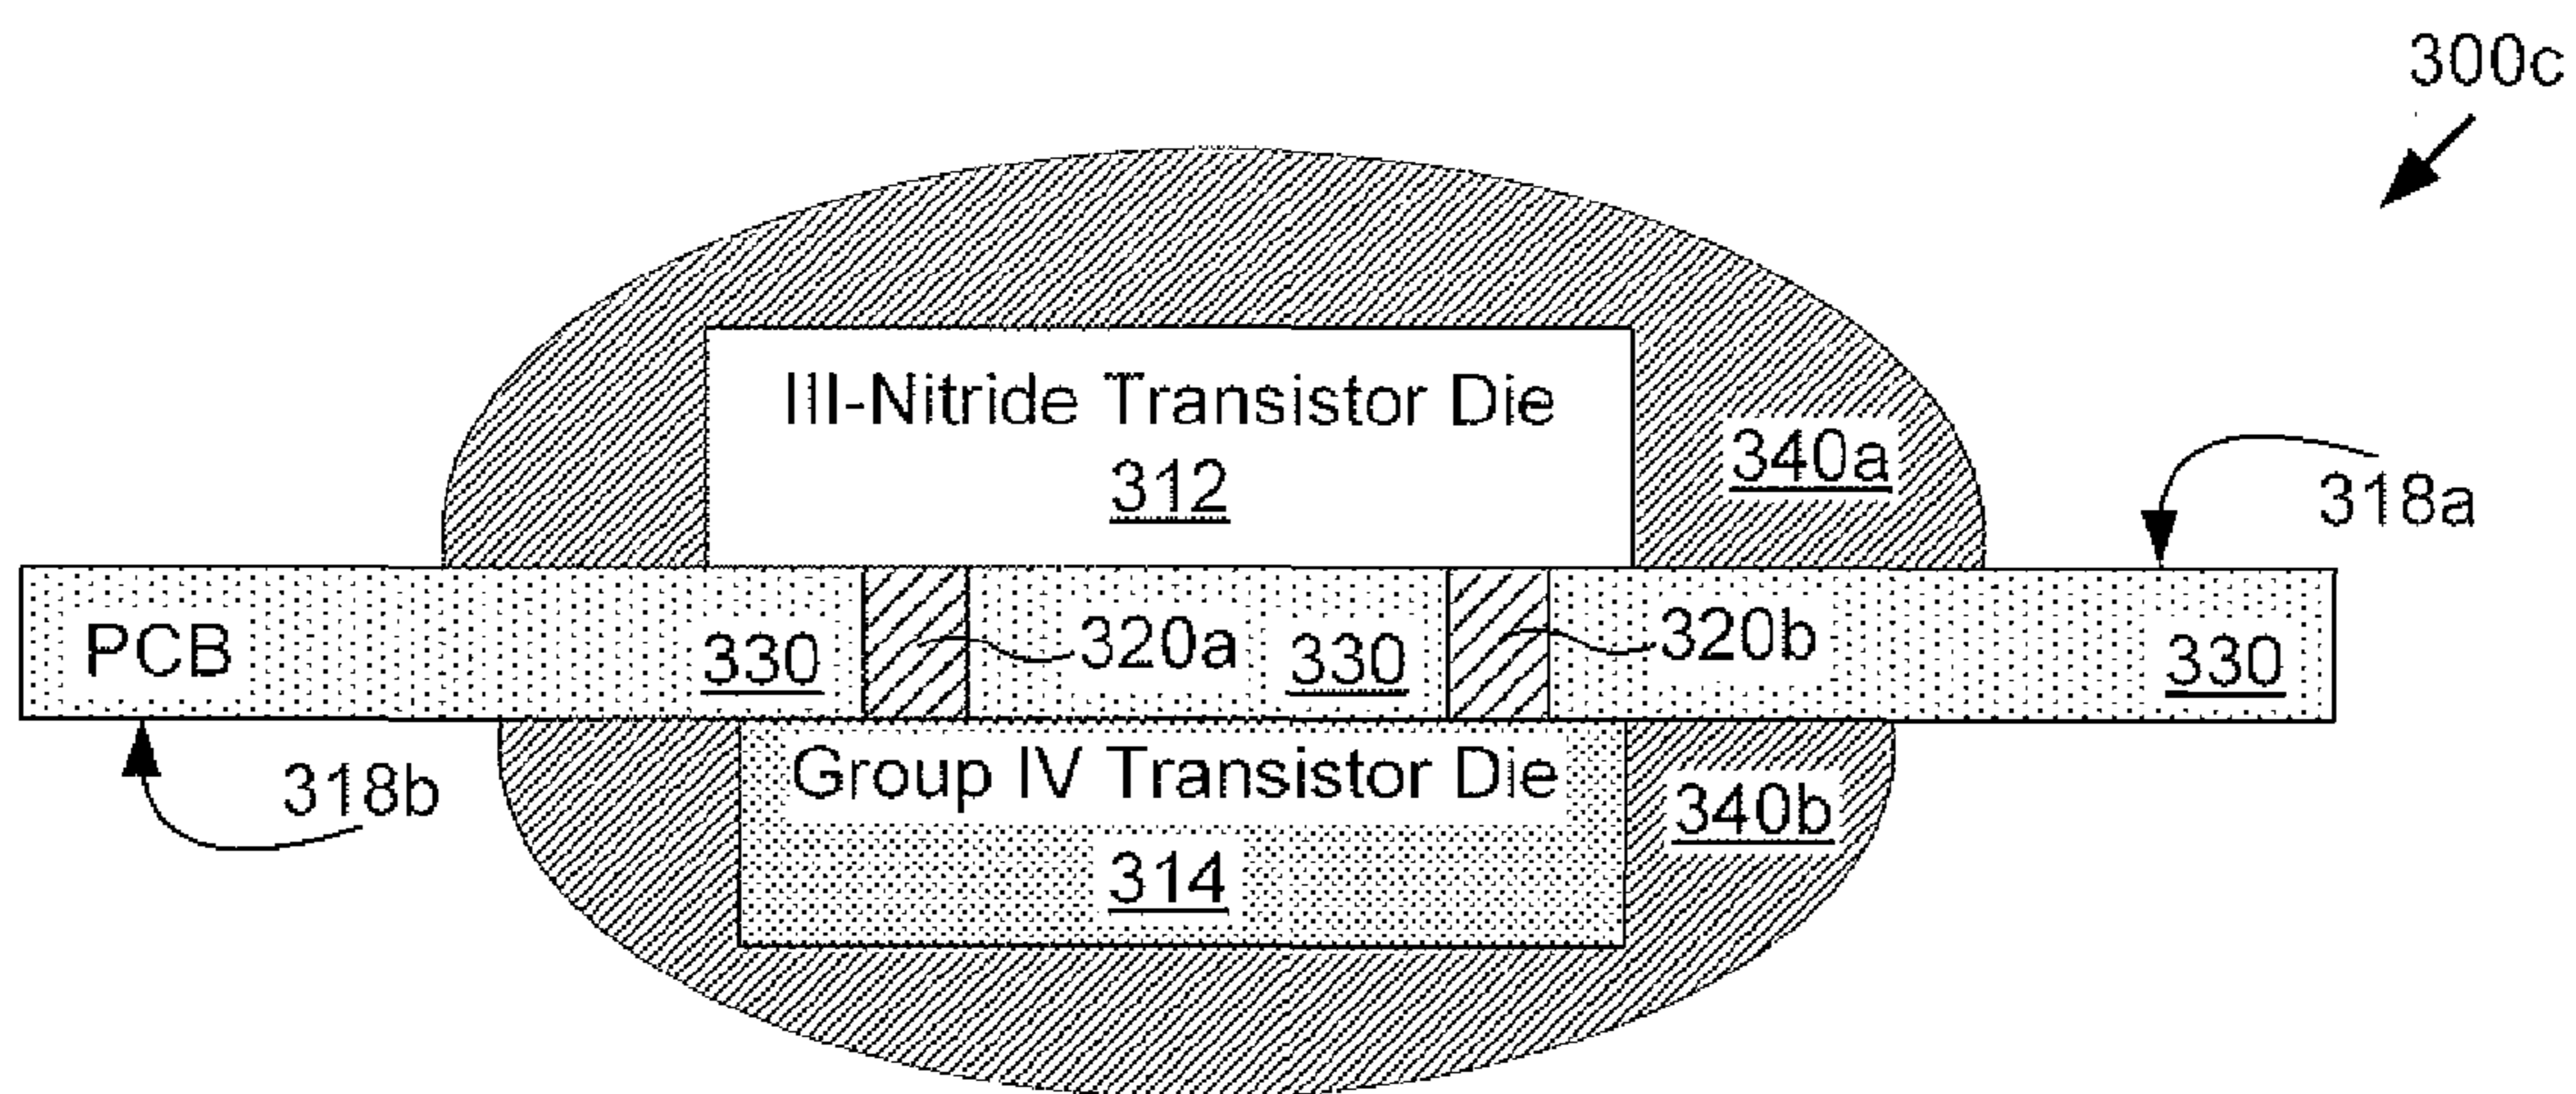 300c
III-Nitride Transistor Die
312
340a
318a
PCB
330
320a
330
320b
330
318b
Group IV Transistor Die
314
340b